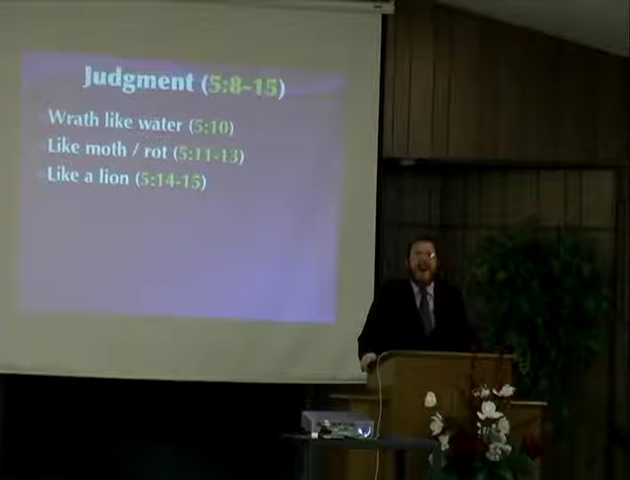 Judgment (5:8-15)
Wrath like water (5:10)
Like moth / rot (5:11-13)
Like a lion (5:14-15)